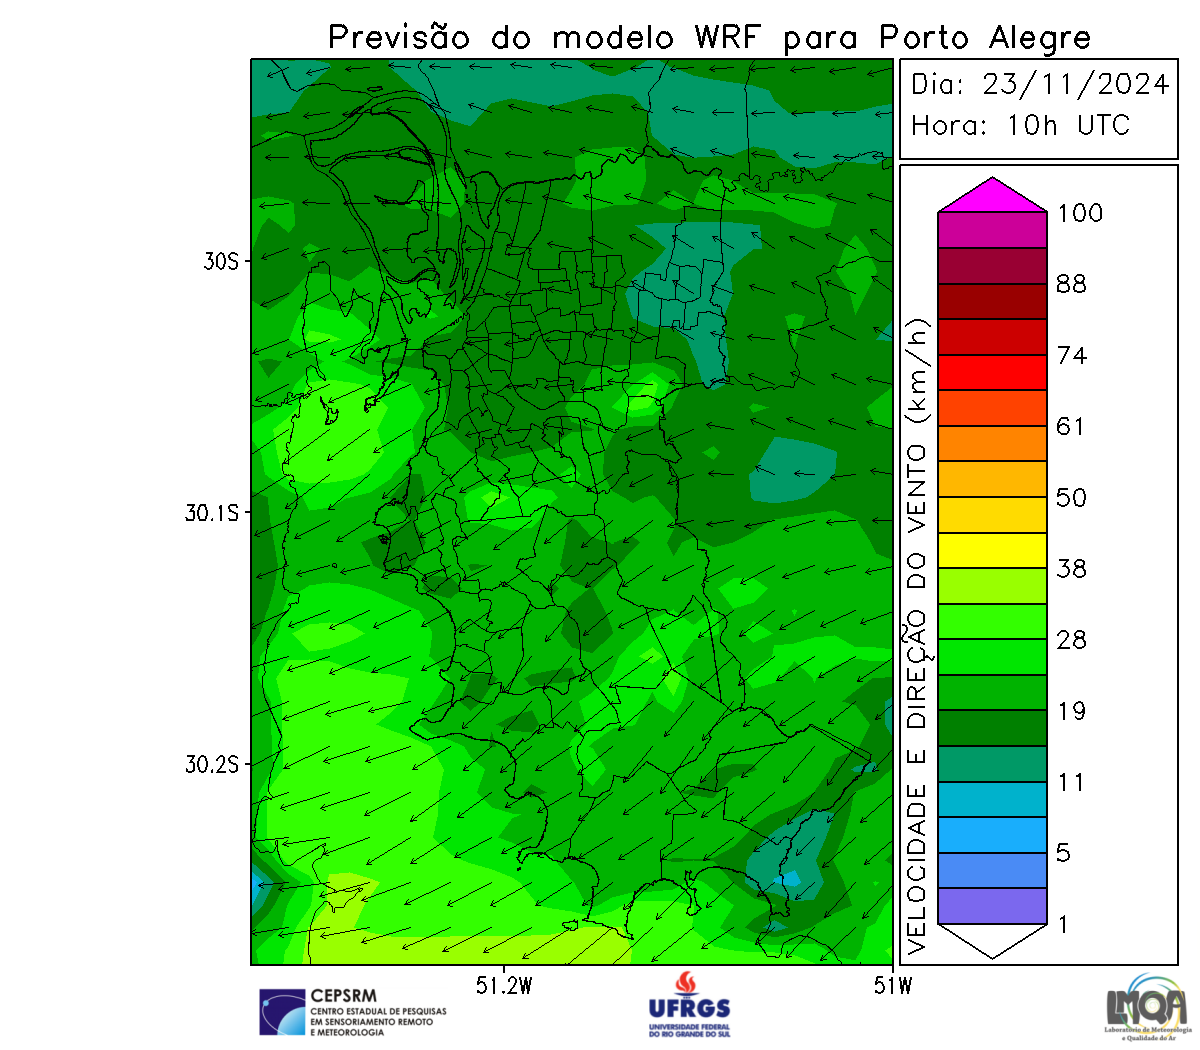 Previsão do modelo WRF para Porto Alegre
Dia: 23/11/2024
Hora: 10h UTC
100
88
74
61
50
38
28
19
11
5
1
VELOCIDADE E DIREÇÃO DO VENTO (km/h)
30S
30.1S
30.2S
51.2W
51W
CEPSRM
CENTRO ESTADUAL DE PESQUISAS
EM SENSORIAMENTO REMOTO
E METEOROLOGIA
UFRGS
UNIVERSIDADE FEDERAL
DO RIO GRANDE DO SUL
LMQA
Laboratório de Meteorologia
e Qualidade do Ar